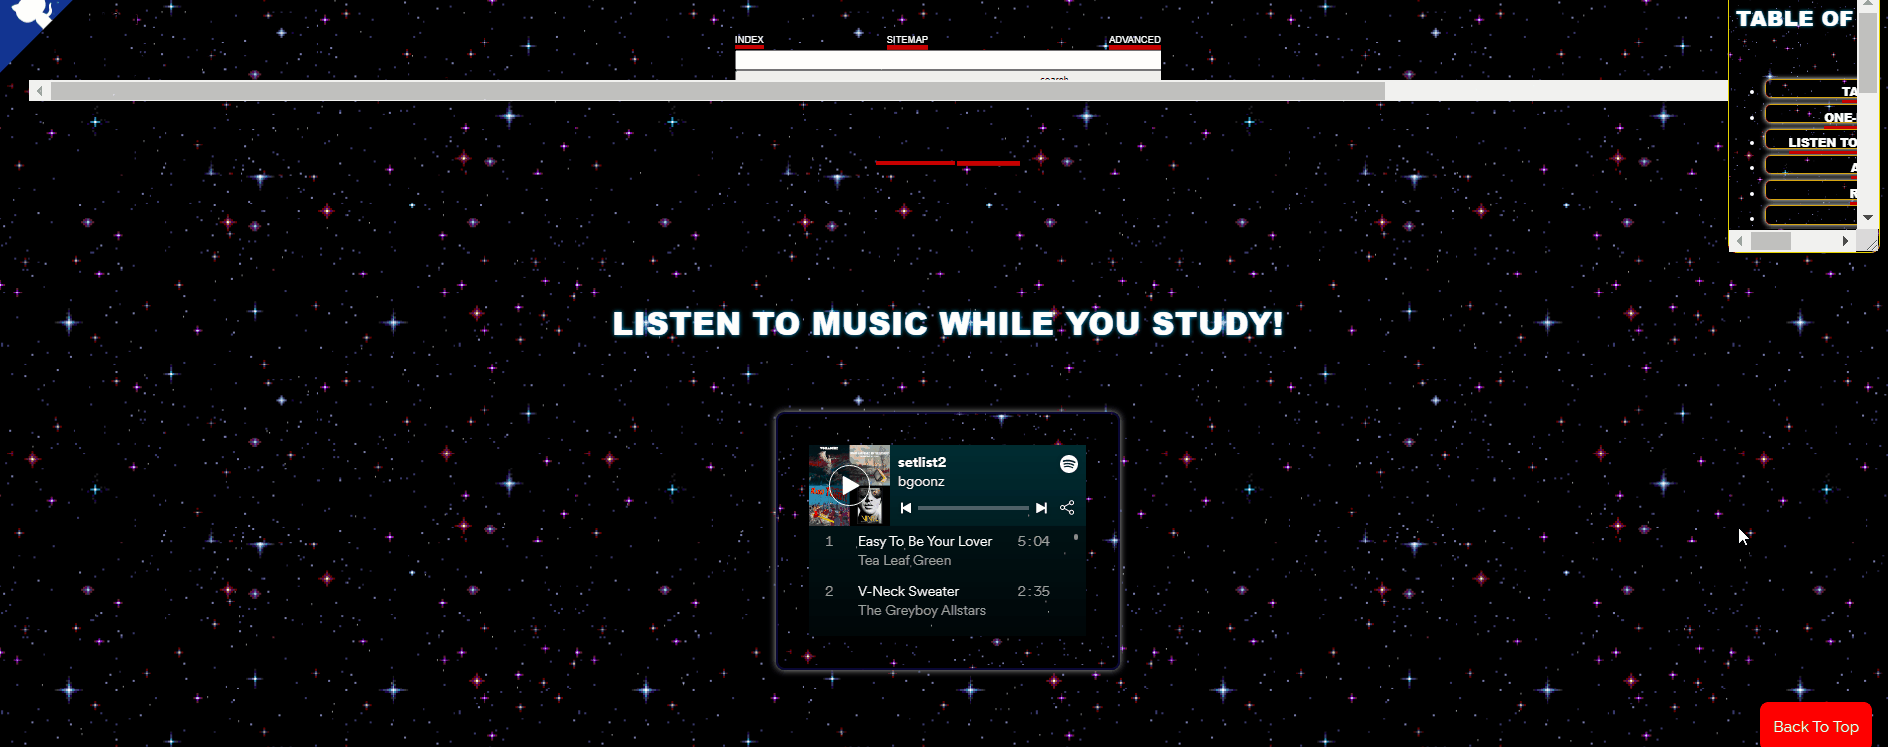 TABLE OF
INDEX SITEMAP ADVANCED
search
TA
ONE-
LISTEN TO
LISTEN TO MUSIC WHILE YOU STUDY!
setlist2
bgoonz
1 Easy To Be Your Lover 5:04
Tea Leaf Green
2 V-Neck Sweater 2:35
The Greyboy Allstars
Back To Top